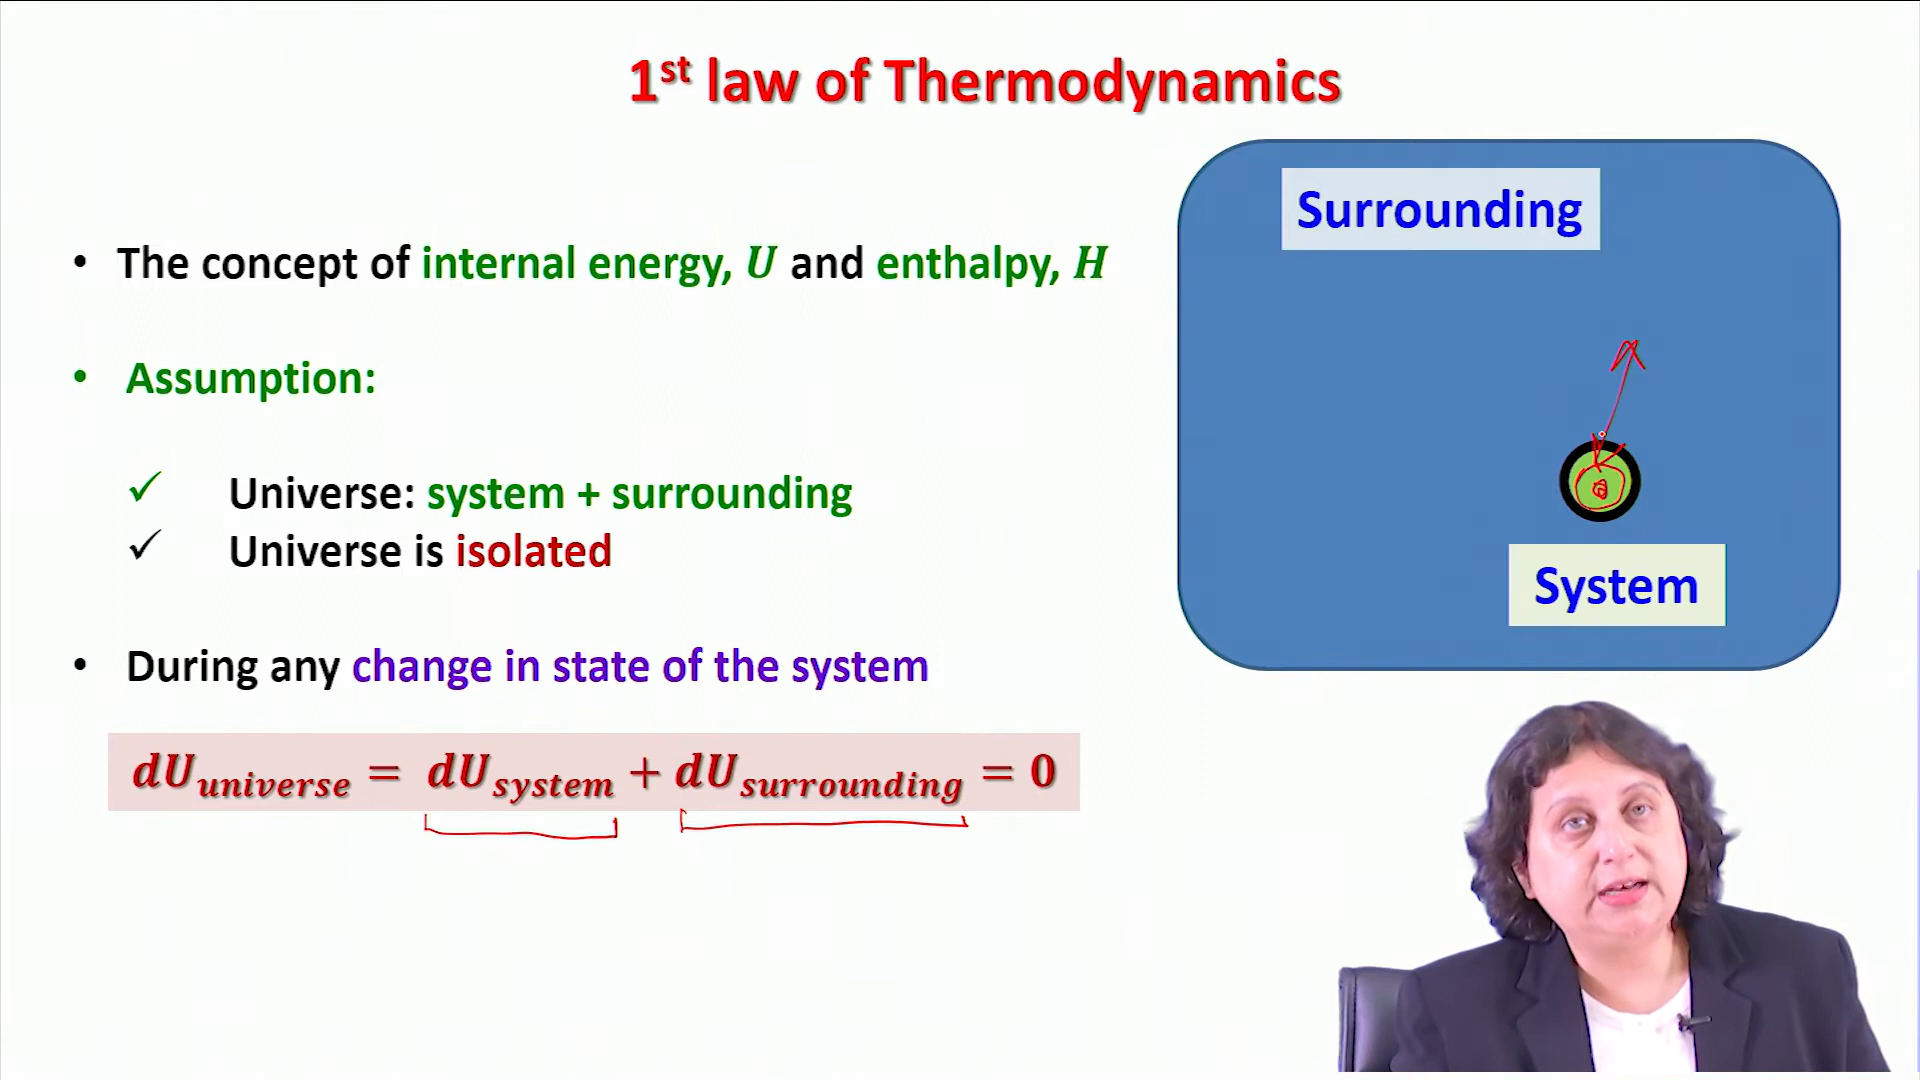 1st law of Thermodynamics
Surrounding
• The concept of internal energy, U and enthalpy, H
• Assumption:
✓ Universe: system + surrounding
✓ Universe is isolated
System
• During any change in state of the system
dU_universe = dU_system + dU_surrounding = 0